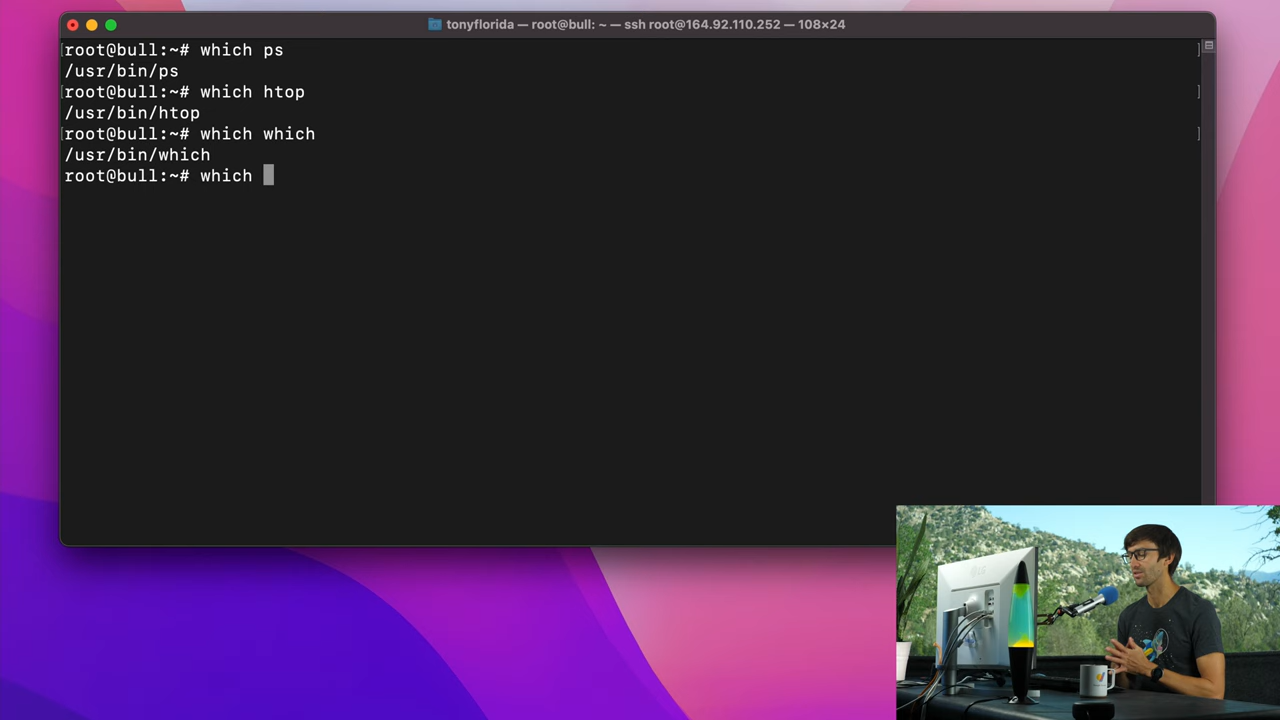 tonyflorida — root@bull: ~ — ssh root@164.92.110.252 — 108×24
[root@bull:~# which ps ]
/usr/bin/ps
[root@bull:~# which htop ]
/usr/bin/htop
[root@bull:~# which which ]
/usr/bin/which
root@bull:~# which
LG